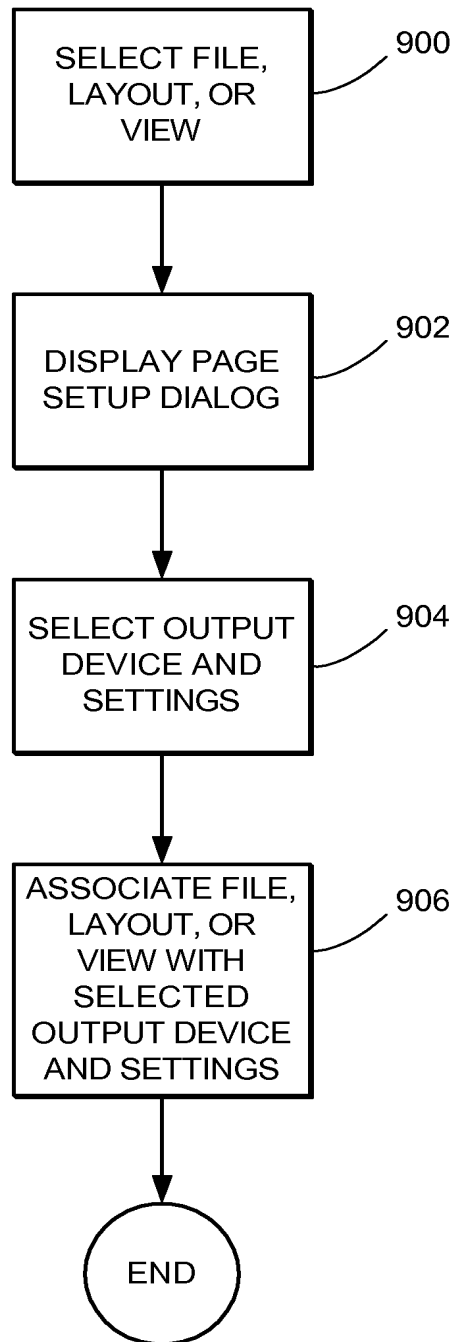 SELECT FILE,
LAYOUT, OR
VIEW
900
DISPLAY PAGE
SETUP DIALOG
902
SELECT OUTPUT
DEVICE AND
SETTINGS
904
ASSOCIATE FILE,
LAYOUT, OR
VIEW WITH
SELECTED
OUTPUT DEVICE
AND SETTINGS
906
END